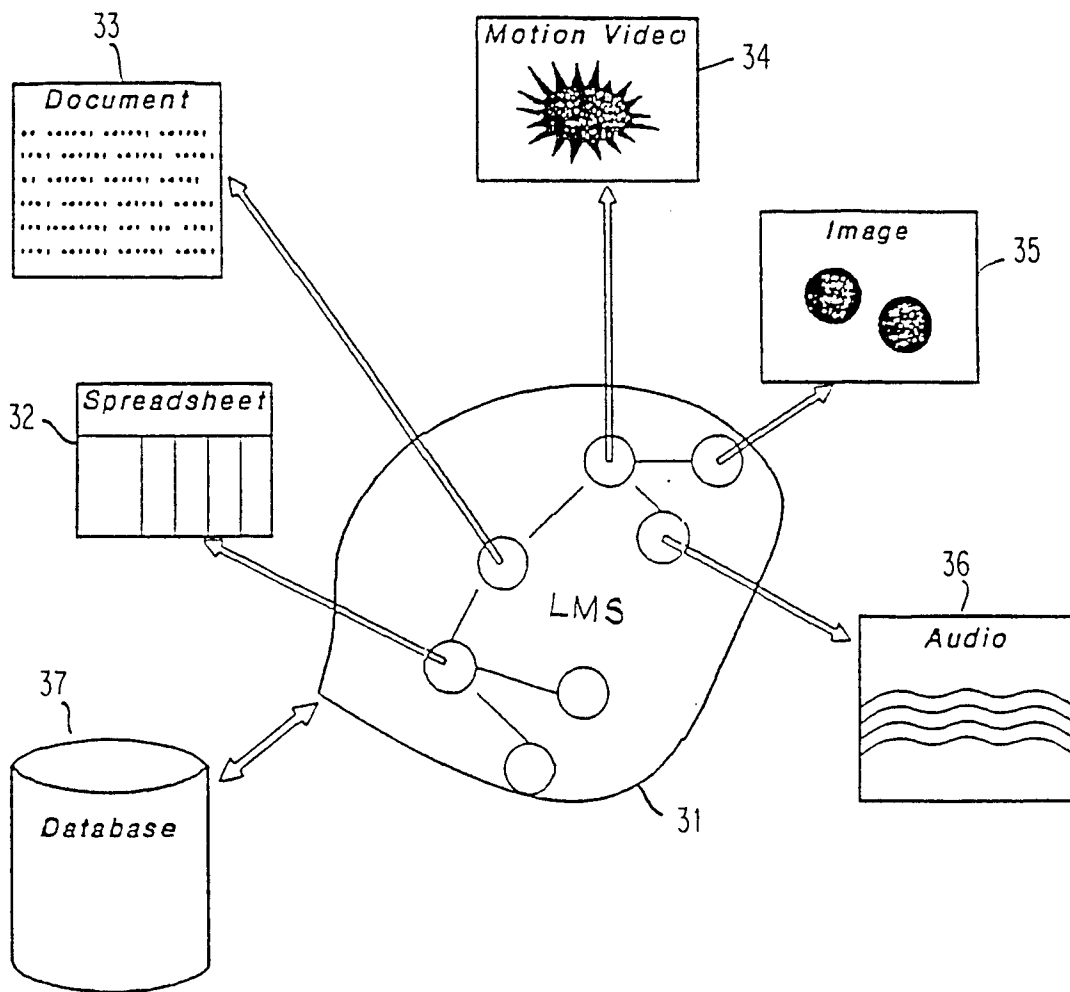 33
Document
Motion Video
34
Image
35
Spreadsheet
32
LMS
36
Audio
37
Database
31